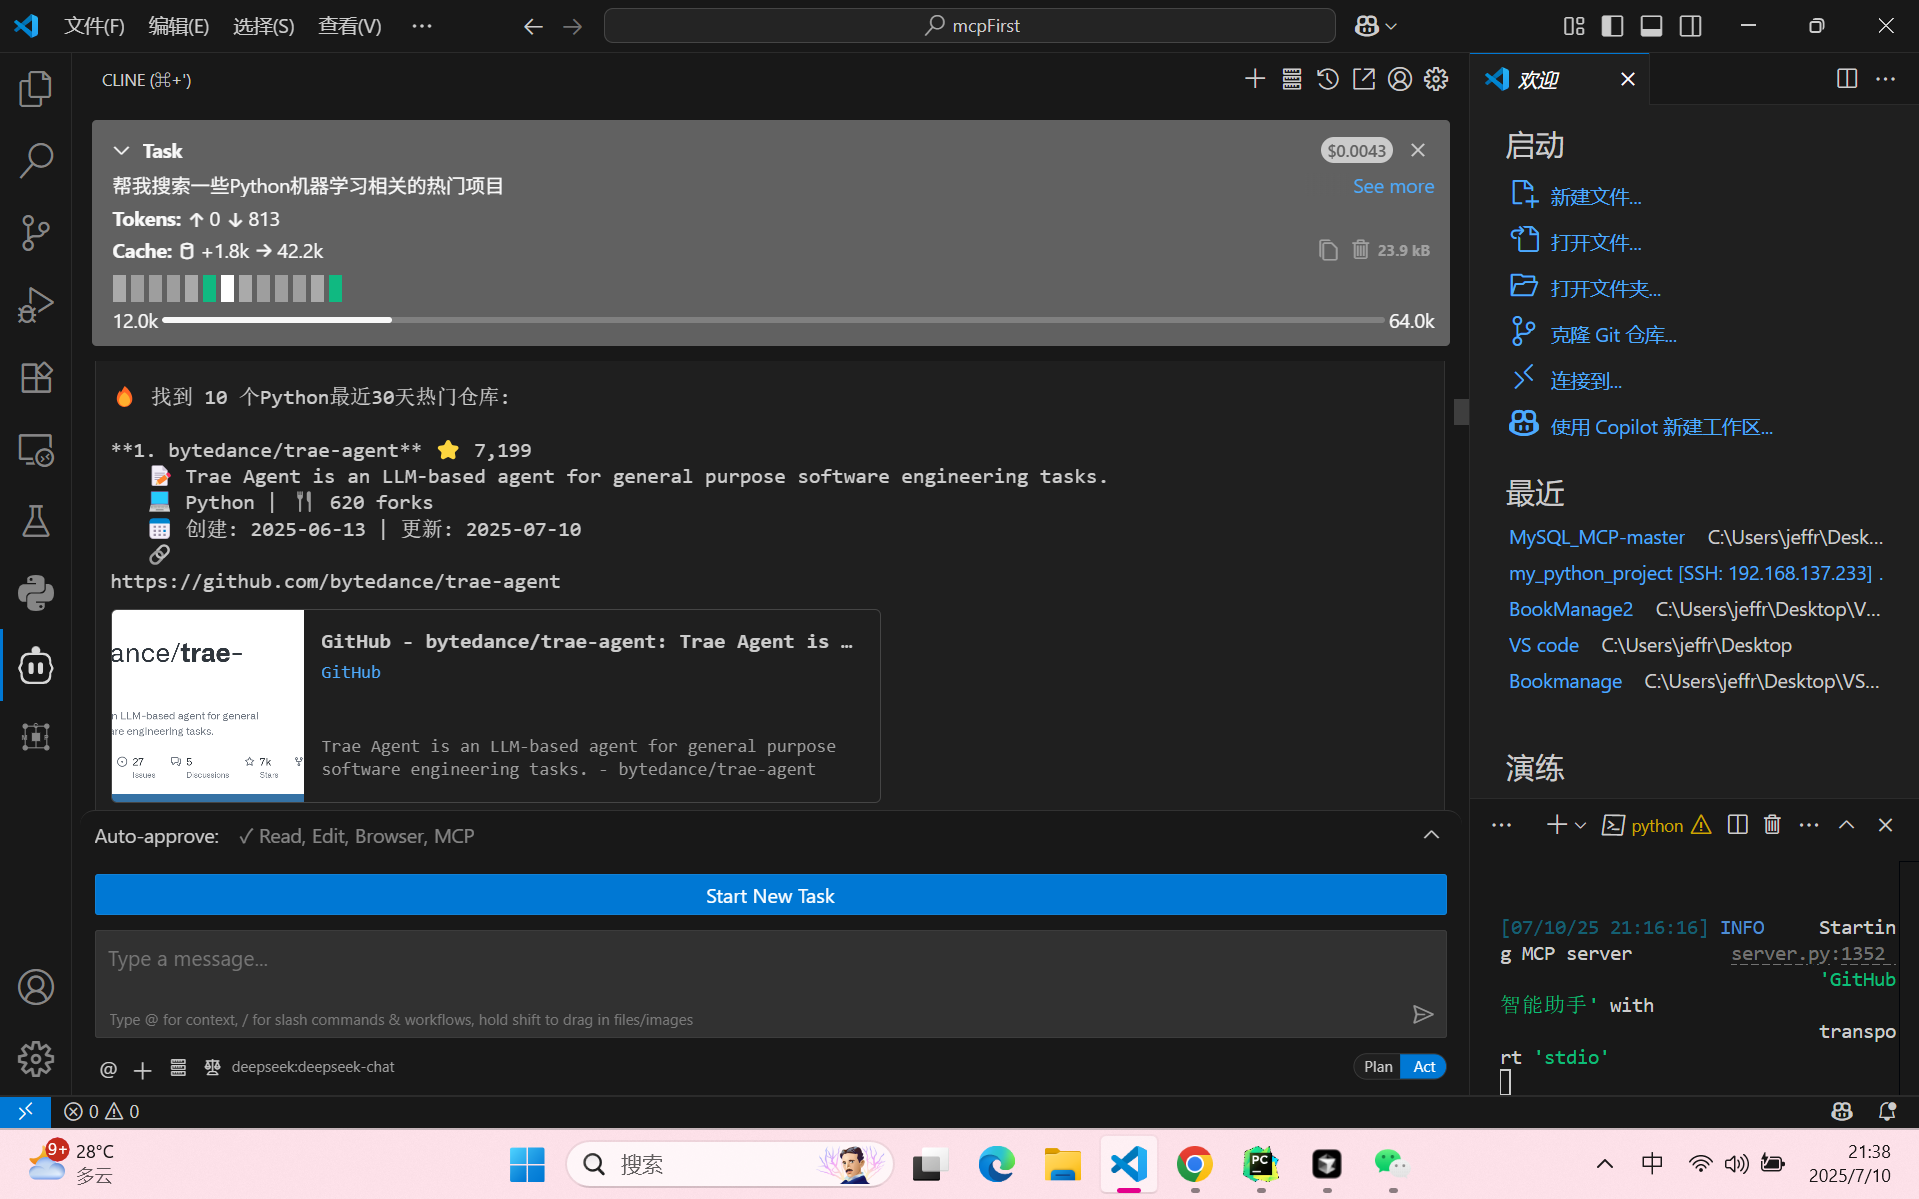 文件(F) 编辑(E) 选择(S) 查看(V) ··· mcpFirst
CLINE (⌘+')
Task
$0.0043
帮我搜索一些Python机器学习相关的热门项目
See more
Tokens: ↑ 0 ↓ 813
Cache: +1.8k → 42.2k
23.9 kB
12.0k
64.0k
🔥 找到 10 个Python最近30天热门仓库:
**1. bytedance/trae-agent** ⭐ 7,199
📝 Trae Agent is an LLM-based agent for general purpose software engineering tasks.
💻 Python | 🍴 620 forks
📅 创建: 2025-06-13 | 更新: 2025-07-10
🔗
https://github.com/bytedance/trae-agent
ance/trae-
n LLM-based agent for general
re engineering tasks.
27 5 7k
Issues Discussions Stars
GitHub - bytedance/trae-agent: Trae Agent is …
GitHub
Trae Agent is an LLM-based agent for general purpose
software engineering tasks. - bytedance/trae-agent
Auto-approve: ✓ Read, Edit, Browser, MCP
Start New Task
Type a message...
Type @ for context, / for slash commands & workflows, hold shift to drag in files/images
@ deepseek:deepseek-chat
Plan Act
欢迎
启动
新建文件...
打开文件...
打开文件夹...
克隆 Git 仓库...
连接到...
使用 Copilot 新建工作区...
最近
MySQL_MCP-master C:\Users\jeffr\Desk...
my_python_project [SSH: 192.168.137.233] .
BookManage2 C:\Users\jeffr\Desktop\V...
VS code C:\Users\jeffr\Desktop
Bookmanage C:\Users\jeffr\Desktop\VS...
演练
··· python ···
[07/10/25 21:16:16] INFO Startin
g MCP server server.py:1352
'GitHub
智能助手' with
transpo
rt 'stdio'
0 0
9+
28°C
多云
搜索
PC
中
21:38
2025/7/10